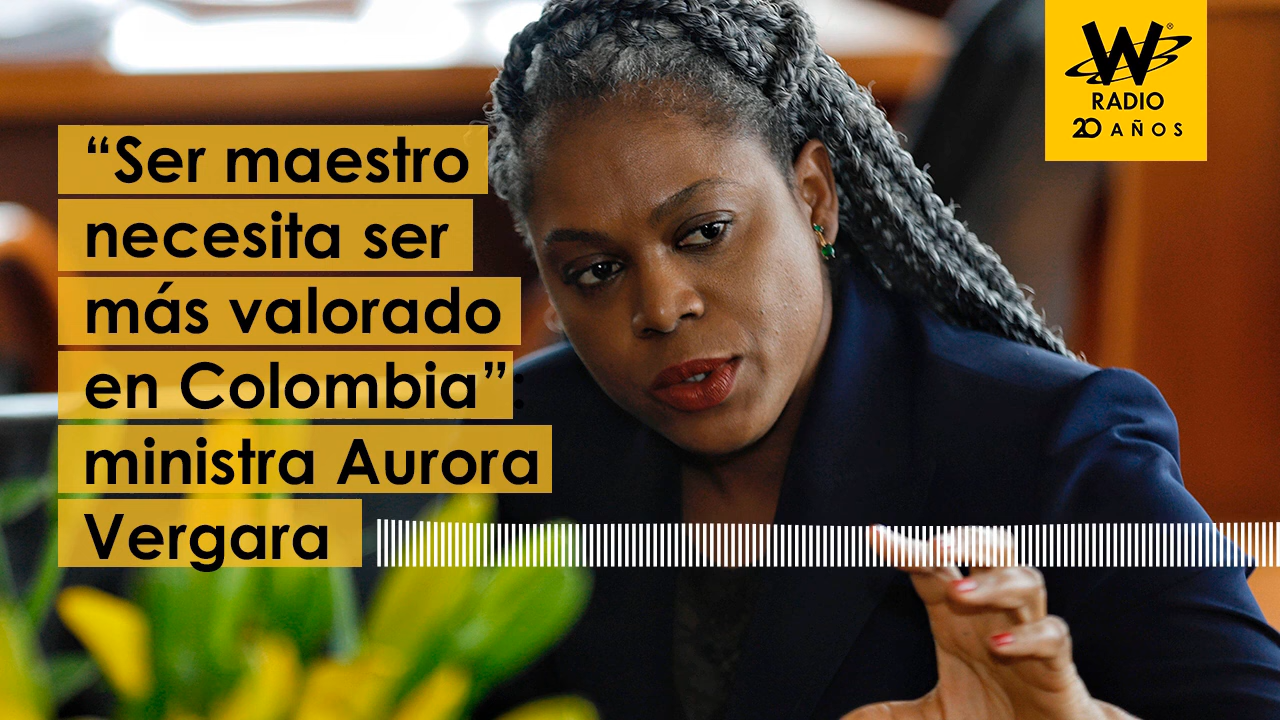 “Ser maestro
necesita ser
más valorado
en Colombia”:
ministra Aurora
Vergara
W®
RADIO
20 AÑOS